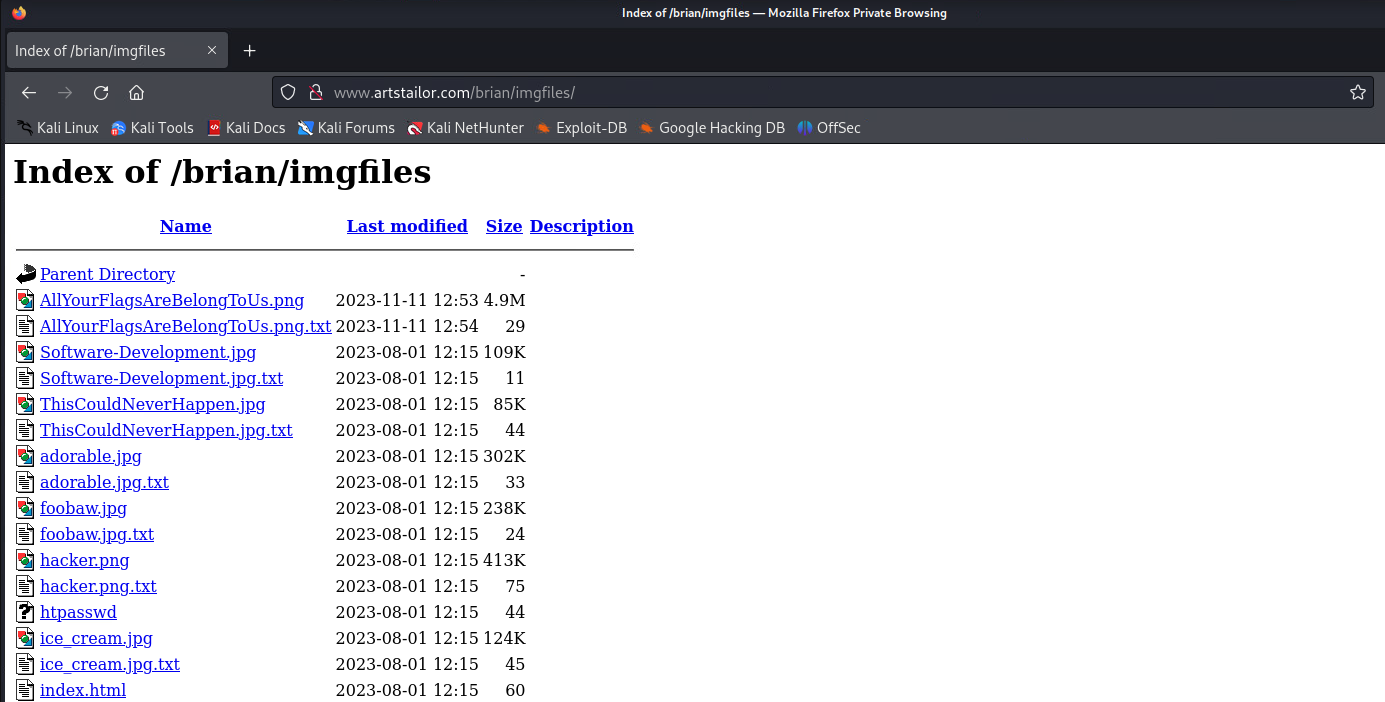 Index of /brian/imgfiles — Mozilla Firefox Private Browsing
Index of /brian/imgfiles
www.artstailor.com/brian/imgfiles/
Kali Linux Kali Tools Kali Docs Kali Forums Kali NetHunter Exploit-DB Google Hacking DB OffSec
Index of /brian/imgfiles
Name Last modified Size Description
Parent Directory -
AllYourFlagsAreBelongToUs.png 2023-11-11 12:53 4.9M
AllYourFlagsAreBelongToUs.png.txt 2023-11-11 12:54 29
Software-Development.jpg 2023-08-01 12:15 109K
Software-Development.jpg.txt 2023-08-01 12:15 11
ThisCouldNeverHappen.jpg 2023-08-01 12:15 85K
ThisCouldNeverHappen.jpg.txt 2023-08-01 12:15 44
adorable.jpg 2023-08-01 12:15 302K
adorable.jpg.txt 2023-08-01 12:15 33
foobaw.jpg 2023-08-01 12:15 238K
foobaw.jpg.txt 2023-08-01 12:15 24
hacker.png 2023-08-01 12:15 413K
hacker.png.txt 2023-08-01 12:15 75
htpasswd 2023-08-01 12:15 44
ice_cream.jpg 2023-08-01 12:15 124K
ice_cream.jpg.txt 2023-08-01 12:15 45
index.html 2023-08-01 12:15 60